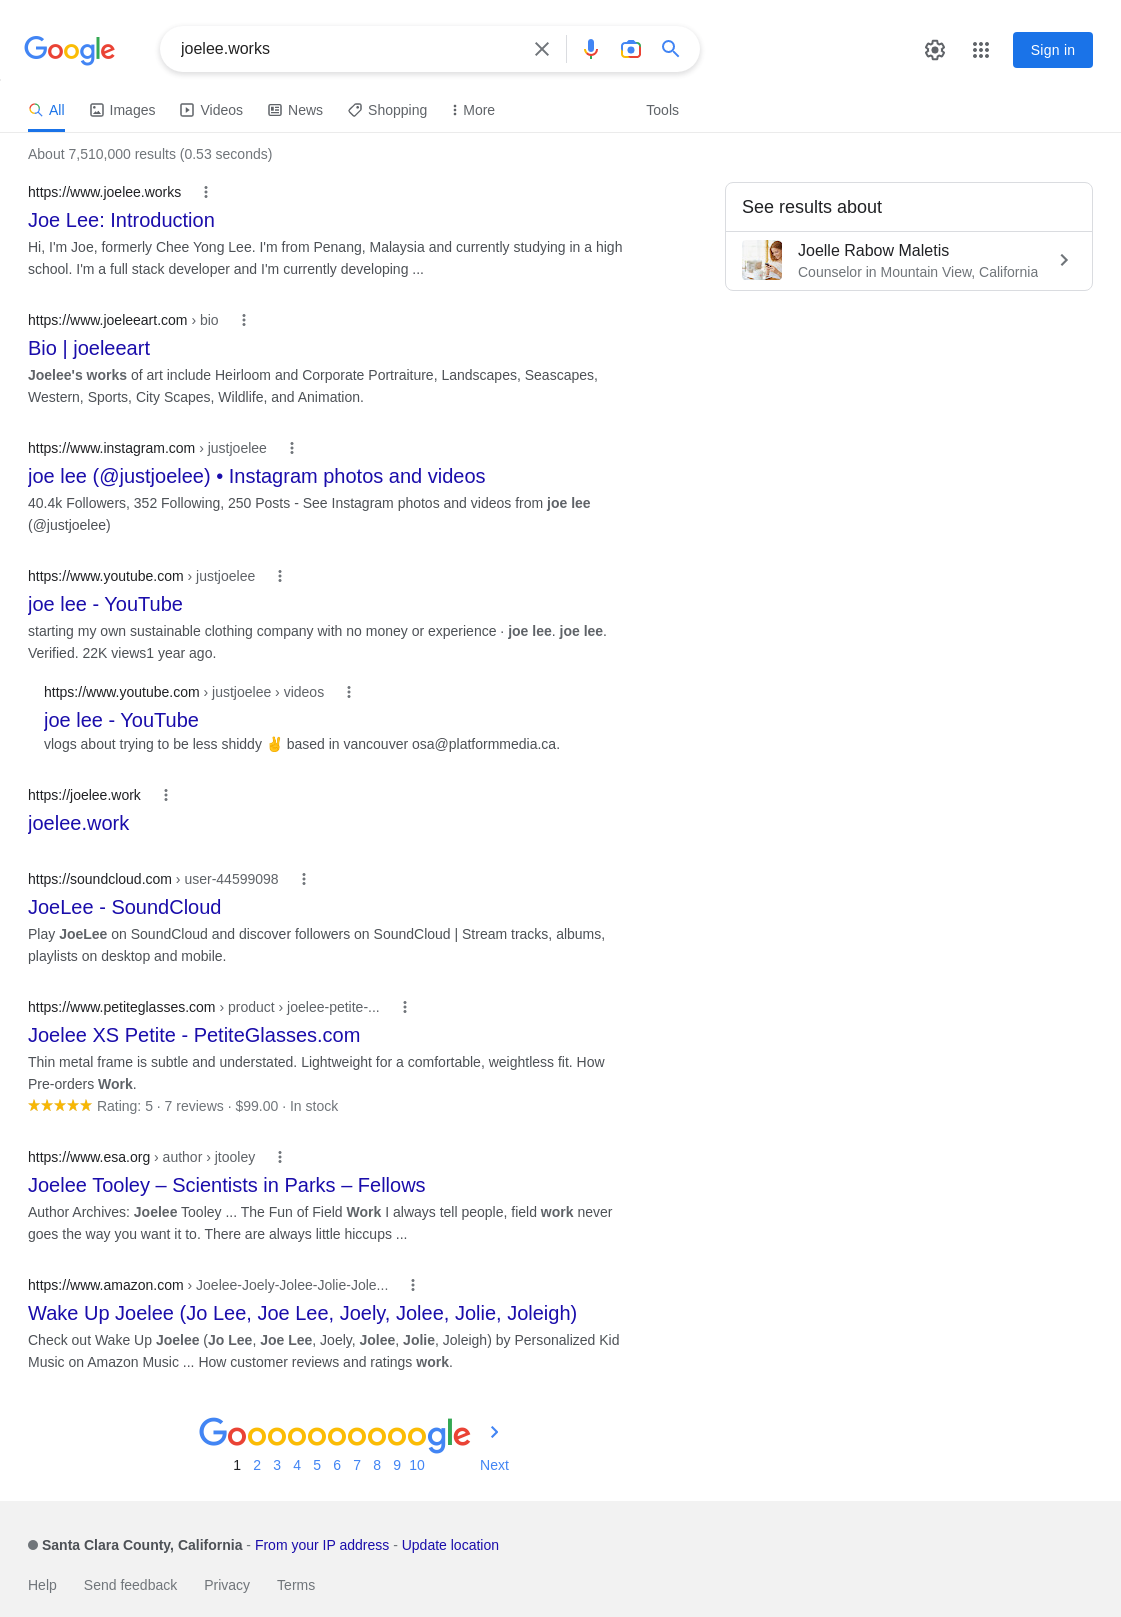 Google
joelee.works
Sign in
All
Images
Videos
News
Shopping
More
Tools
About 7,510,000 results (0.53 seconds)
https://www.joelee.works
Joe Lee: Introduction
Hi, I'm Joe, formerly Chee Yong Lee. I'm from Penang, Malaysia and currently studying in a high
school. I'm a full stack developer and I'm currently developing ...
See results about
Joelle Rabow Maletis
Counselor in Mountain View, California
https://www.joeleeart.com › bio
Bio | joeleeart
Joelee's works of art include Heirloom and Corporate Portraiture, Landscapes, Seascapes,
Western, Sports, City Scapes, Wildlife, and Animation.
https://www.instagram.com › justjoelee
joe lee (@justjoelee) • Instagram photos and videos
40.4k Followers, 352 Following, 250 Posts - See Instagram photos and videos from joe lee
(@justjoelee)
https://www.youtube.com › justjoelee
joe lee - YouTube
starting my own sustainable clothing company with no money or experience · joe lee. joe lee.
Verified. 22K views1 year ago.
https://www.youtube.com › justjoelee › videos
joe lee - YouTube
vlogs about trying to be less shiddy ✌️ based in vancouver osa@platformmedia.ca.
https://joelee.work
joelee.work
https://soundcloud.com › user-44599098
JoeLee - SoundCloud
Play JoeLee on SoundCloud and discover followers on SoundCloud | Stream tracks, albums,
playlists on desktop and mobile.
https://www.petiteglasses.com › product › joelee-petite-...
Joelee XS Petite - PetiteGlasses.com
Thin metal frame is subtle and understated. Lightweight for a comfortable, weightless fit. How
Pre-orders Work.
Rating: 5 · 7 reviews · $99.00 · In stock
https://www.esa.org › author › jtooley
Joelee Tooley – Scientists in Parks – Fellows
Author Archives: Joelee Tooley ... The Fun of Field Work I always tell people, field work never
goes the way you want it to. There are always little hiccups ...
https://www.amazon.com › Joelee-Joely-Jolee-Jolie-Jole...
Wake Up Joelee (Jo Lee, Joe Lee, Joely, Jolee, Jolie, Joleigh)
Check out Wake Up Joelee (Jo Lee, Joe Lee, Joely, Jolee, Jolie, Joleigh) by Personalized Kid
Music on Amazon Music ... How customer reviews and ratings work.
Goooooooooogle
1 2 3 4 5 6 7 8 9 10 Next
Santa Clara County, California - From your IP address - Update location
Help Send feedback Privacy Terms